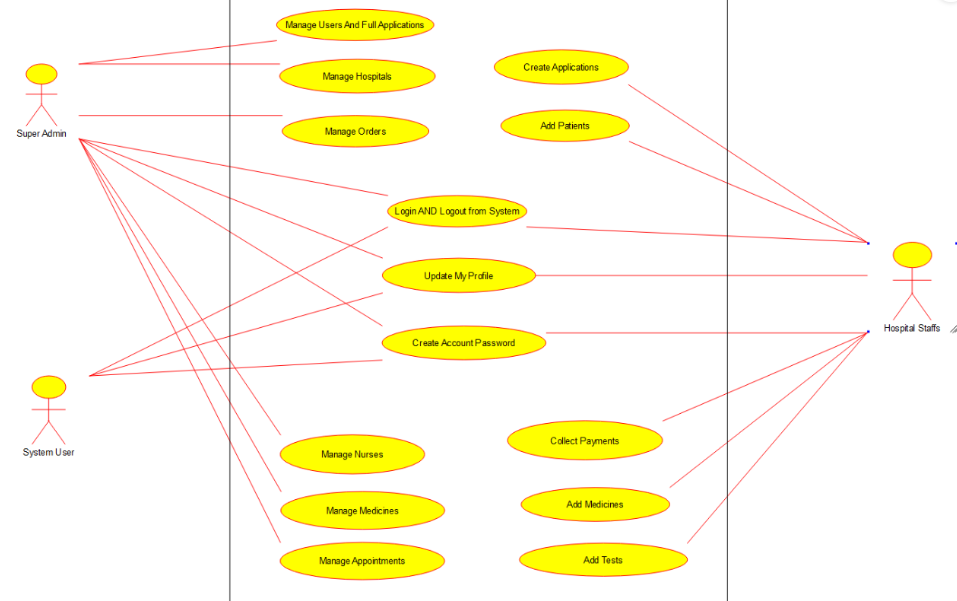 Manage Users And Full Applications
Create Applications
Manage Hospitals
Super Admin
Manage Orders
Add Patients
Login AND Logout from System
Update My Profile
Hospital Staffs
Create Account Password
System User
Collect Payments
Manage Nurses
Add Medicines
Manage Medicines
Manage Appointments
Add Tests